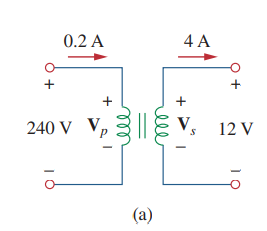 0.2 A 4 A
+ +
+ +
240 V Vp Vs 12 V
– –
– –
(a)